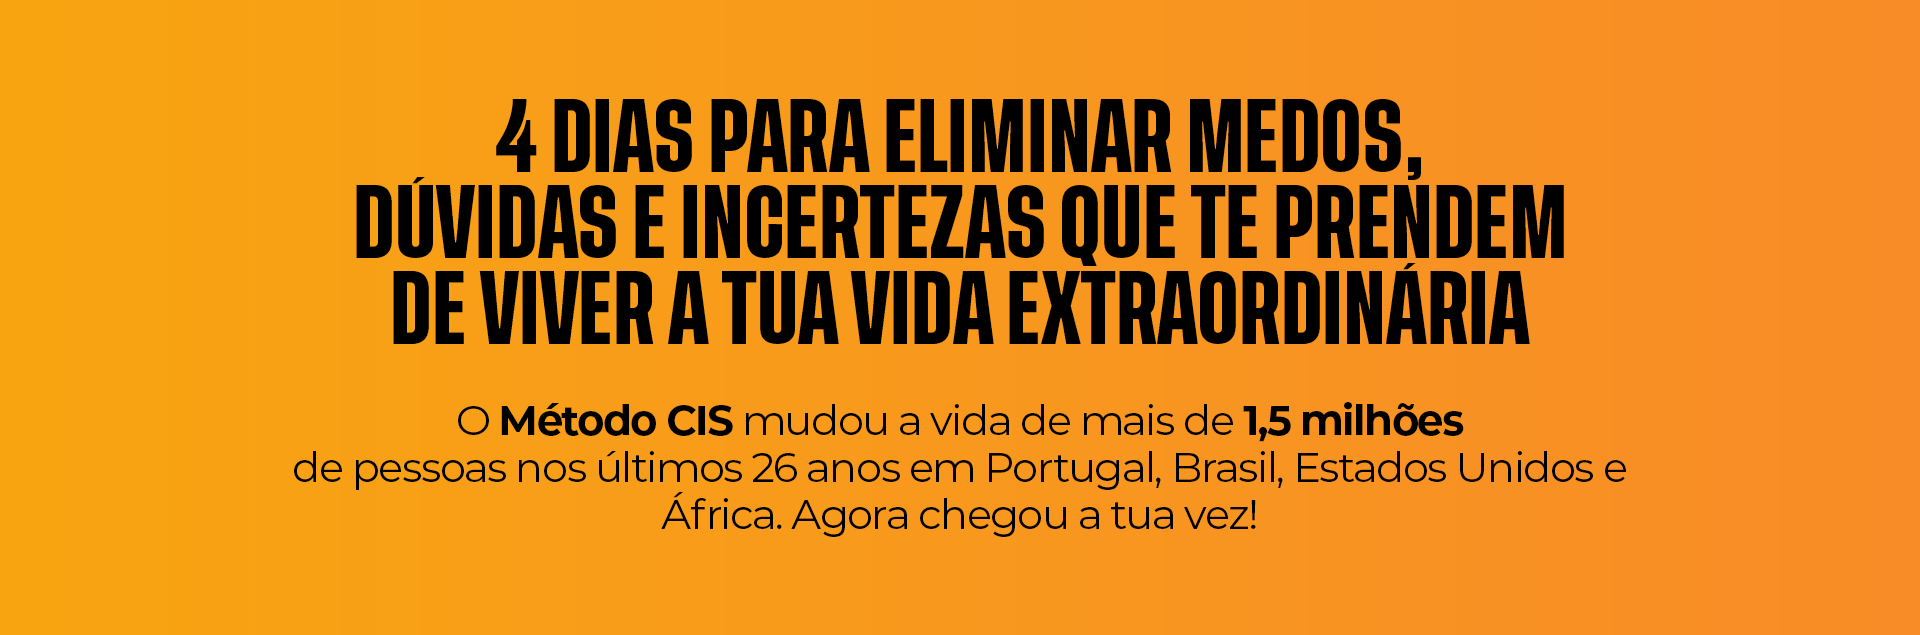 4 DIAS PARA ELIMINAR MEDOS,
DÚVIDAS E INCERTEZAS QUE TE PRENDEM
DE VIVER A TUA VIDA EXTRAORDINÁRIA
O Método CIS mudou a vida de mais de 1,5 milhões
de pessoas nos últimos 26 anos em Portugal, Brasil, Estados Unidos e
África. Agora chegou a tua vez!